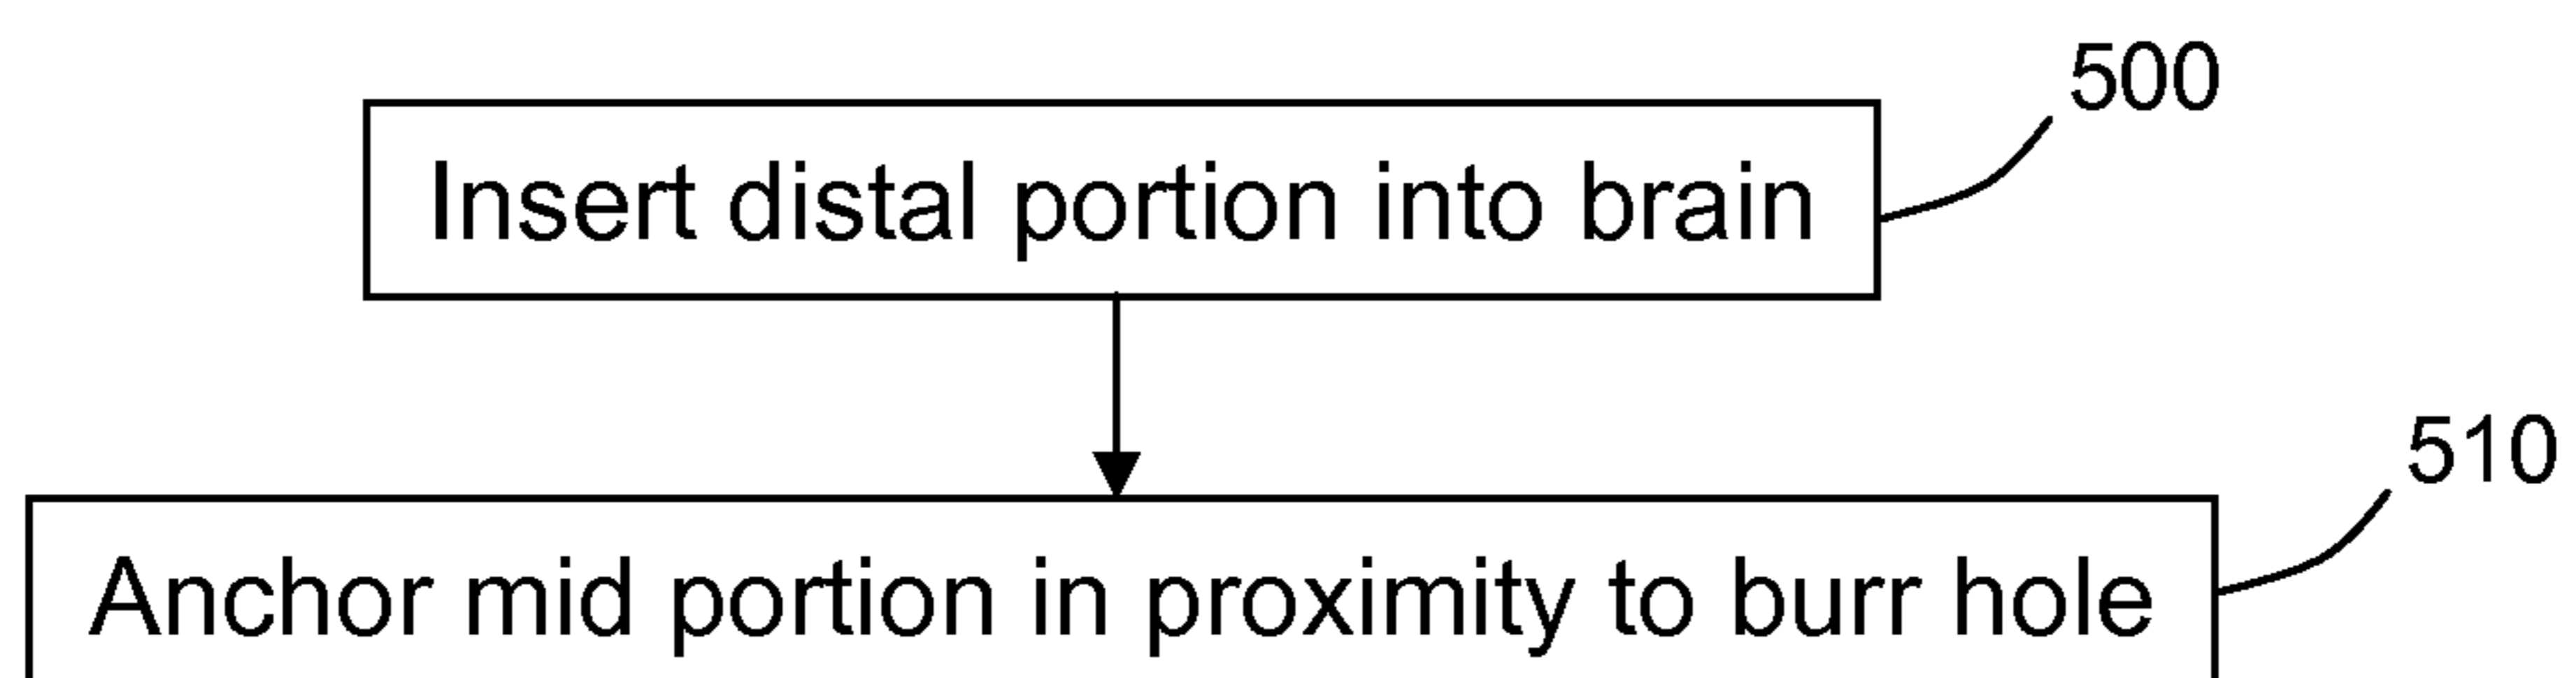 500
Insert distal portion into brain
510
Anchor mid portion in proximity to burr hole